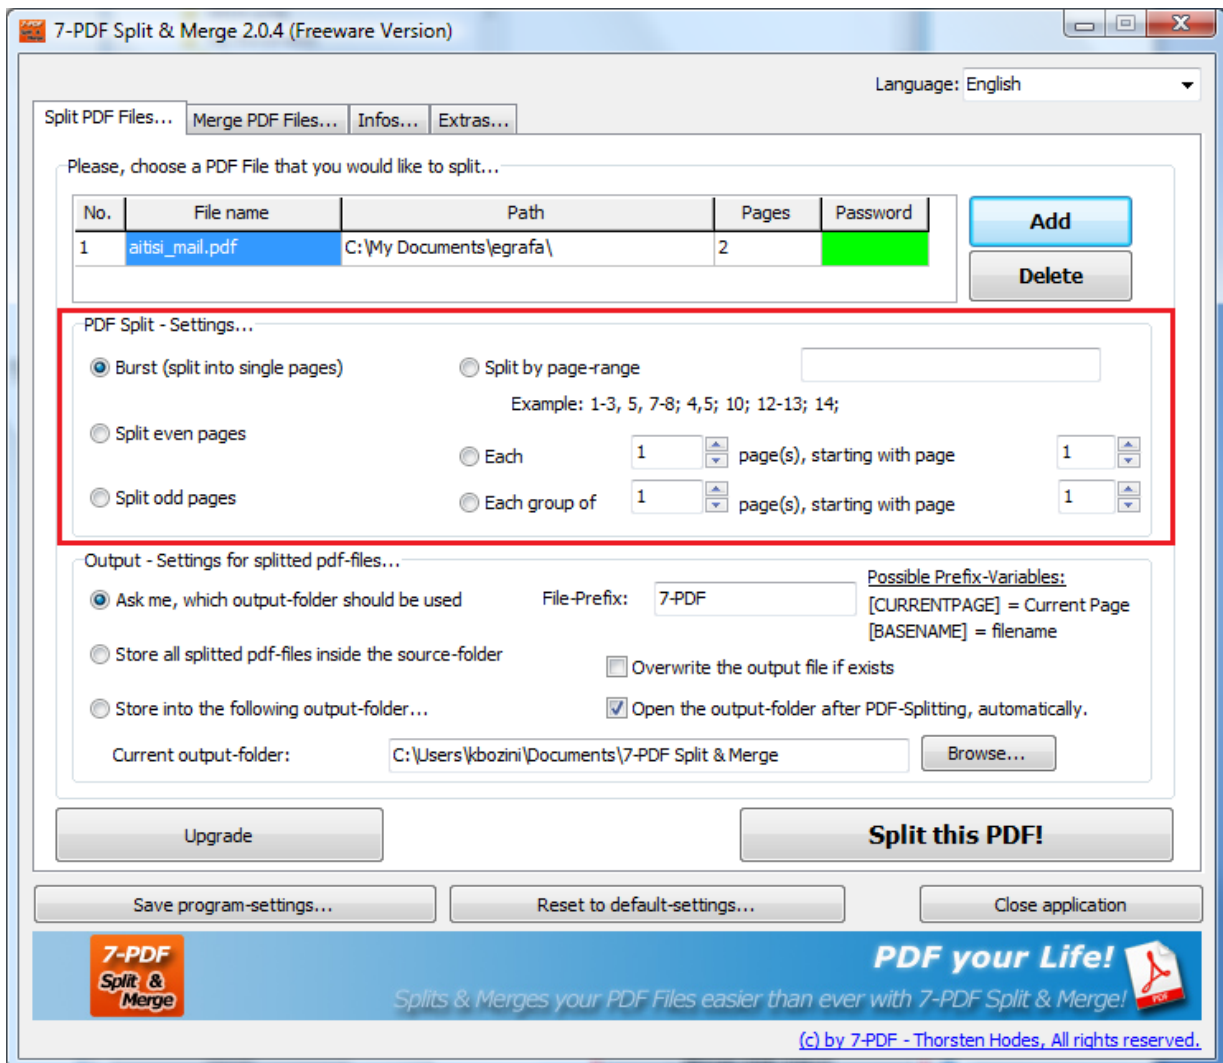 7-PDF Split & Merge 2.0.4 (Freeware Version)
Language: English
Split PDF Files... Merge PDF Files... Infos... Extras...
Please, choose a PDF File that you would like to split...
No. File name Path Pages Password
1 aitisi_mail.pdf C:\My Documents\egrafa\ 2
Add
Delete
PDF Split - Settings...
Burst (split into single pages) Split by page-range
Example: 1-3, 5, 7-8; 4,5; 10; 12-13; 14;
Split even pages
Each 1 page(s), starting with page 1
Split odd pages Each group of 1 page(s), starting with page 1
Output - Settings for splitted pdf-files...
Ask me, which output-folder should be used File-Prefix: 7-PDF
Possible Prefix-Variables:
[CURRENTPAGE] = Current Page
[BASENAME] = filename
Store all splitted pdf-files inside the source-folder
Overwrite the output file if exists
Store into the following output-folder... Open the output-folder after PDF-Splitting, automatically.
Current output-folder: C:\Users\kbozini\Documents\7-PDF Split & Merge Browse...
Upgrade Split this PDF!
Save program-settings... Reset to default-settings... Close application
7-PDF
Split &
Merge
PDF your Life!
Splits & Merges your PDF Files easier than ever with 7-PDF Split & Merge!
PDF
(c) by 7-PDF - Thorsten Hodes, All rights reserved.